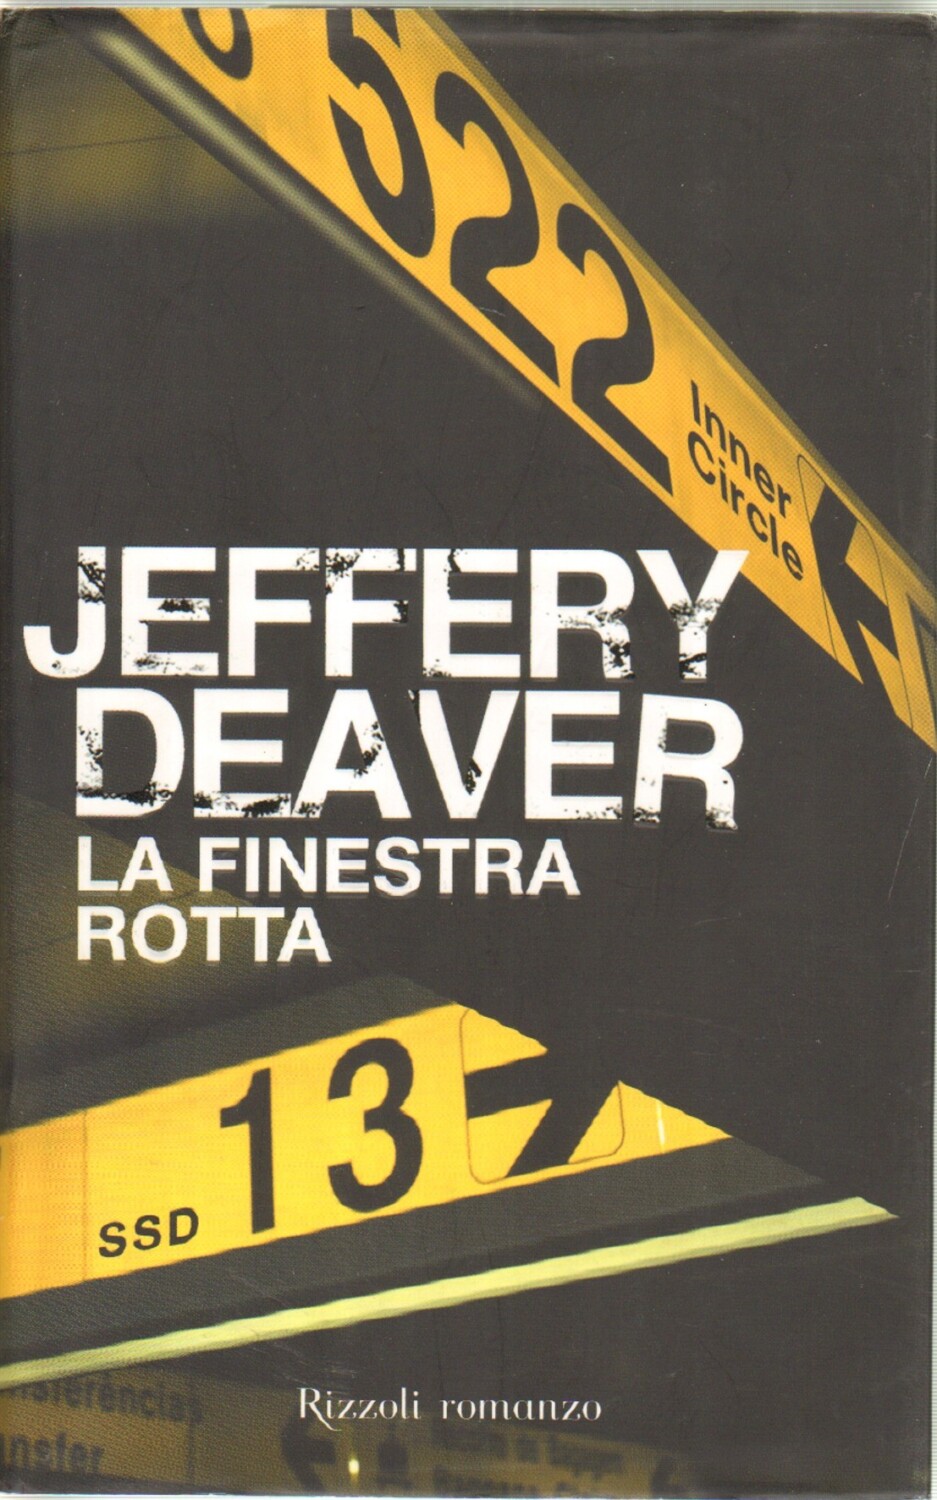 522
Inner
Circle
JEFFERY
DEAVER
LA FINESTRA
ROTTA
SSD 13
Rizzoli romanzo